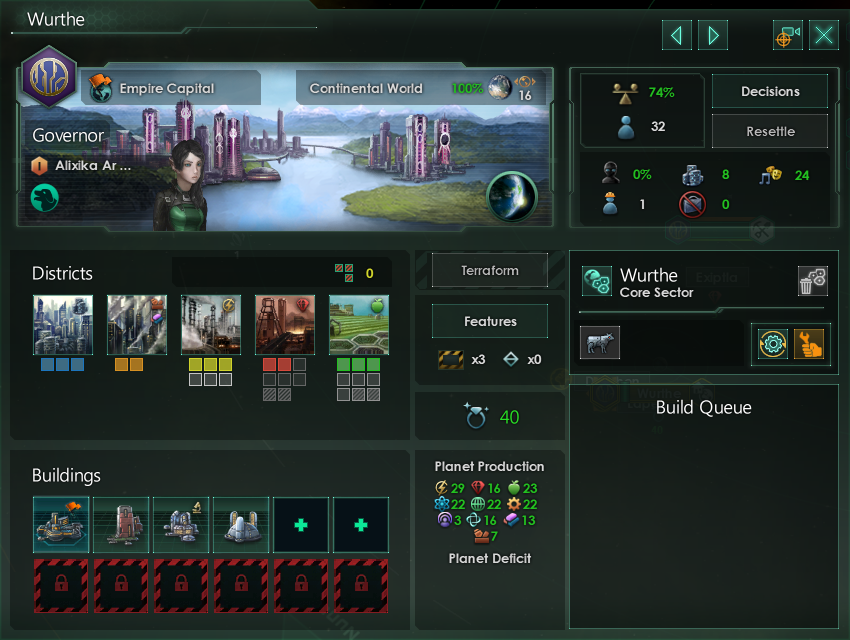 Wurthe
Empire Capital
Continental World 100% 16
Governor
I Alixika Ar ...
74%
32
Decisions
Resettle
0% 8 24
1 0
Districts
0
Terraform
Features
x3 x0
40
Wurthe
Core Sector
Build Queue
Buildings
Planet Production
29 16 23
22 22 22
3 16 13
7
Planet Deficit